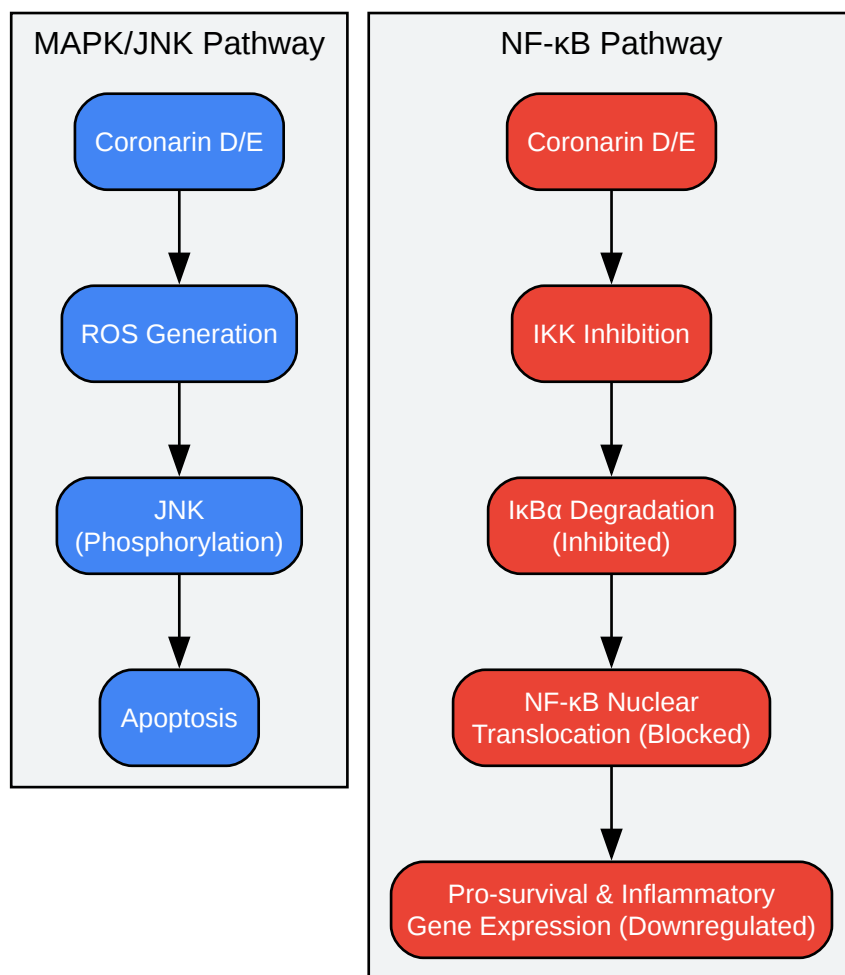 MAPK/JNK Pathway
Coronarin D/E
ROS Generation
JNK
(Phosphorylation)
Apoptosis
NF-κB Pathway
Coronarin D/E
IKK Inhibition
IκBα Degradation
(Inhibited)
NF-κB Nuclear
Translocation (Blocked)
Pro-survival & Inflammatory
Gene Expression (Downregulated)